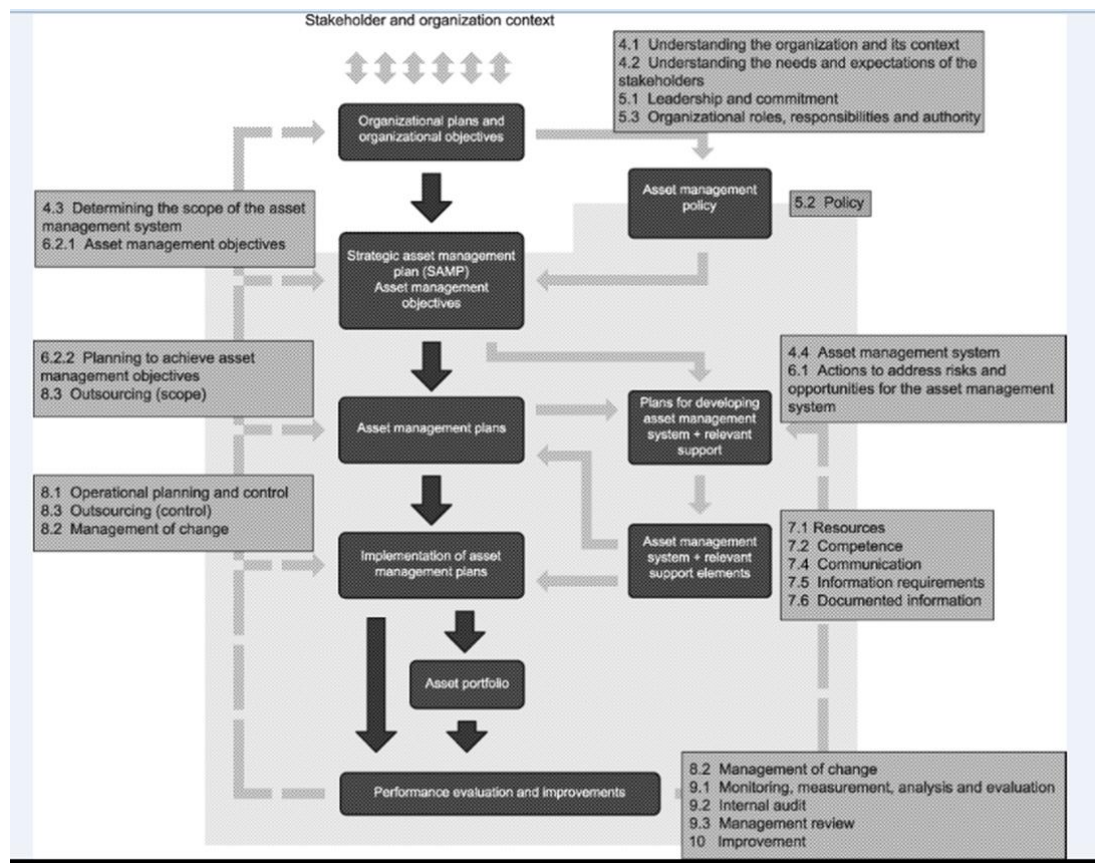 Stakeholder and organization context
4.1 Understanding the organization and its context
4.2 Understanding the needs and expectations of the
stakeholders
5.1 Leadership and commitment
5.3 Organizational roles, responsibilities and authority
Organizational plans and
organizational objectives
Asset management
policy
5.2 Policy
4.3 Determining the scope of the asset
management system
6.2.1 Asset management objectives
Strategic asset management
plan (SAMP)
Asset management
objectives
6.2.2 Planning to achieve asset
management objectives
8.3 Outsourcing (scope)
4.4 Asset management system
6.1 Actions to address risks and
opportunities for the asset management
system
Asset management plans
Plans for developing
asset management
system + relevant
support
8.1 Operational planning and control
8.3 Outsourcing (control)
8.2 Management of change
Implementation of asset
management plans
Asset management
system + relevant
support elements
7.1 Resources
7.2 Competence
7.4 Communication
7.5 Information requirements
7.6 Documented information
Asset portfolio
Performance evaluation and improvements
8.2 Management of change
9.1 Monitoring, measurement, analysis and evaluation
9.2 Internal audit
9.3 Management review
10 Improvement